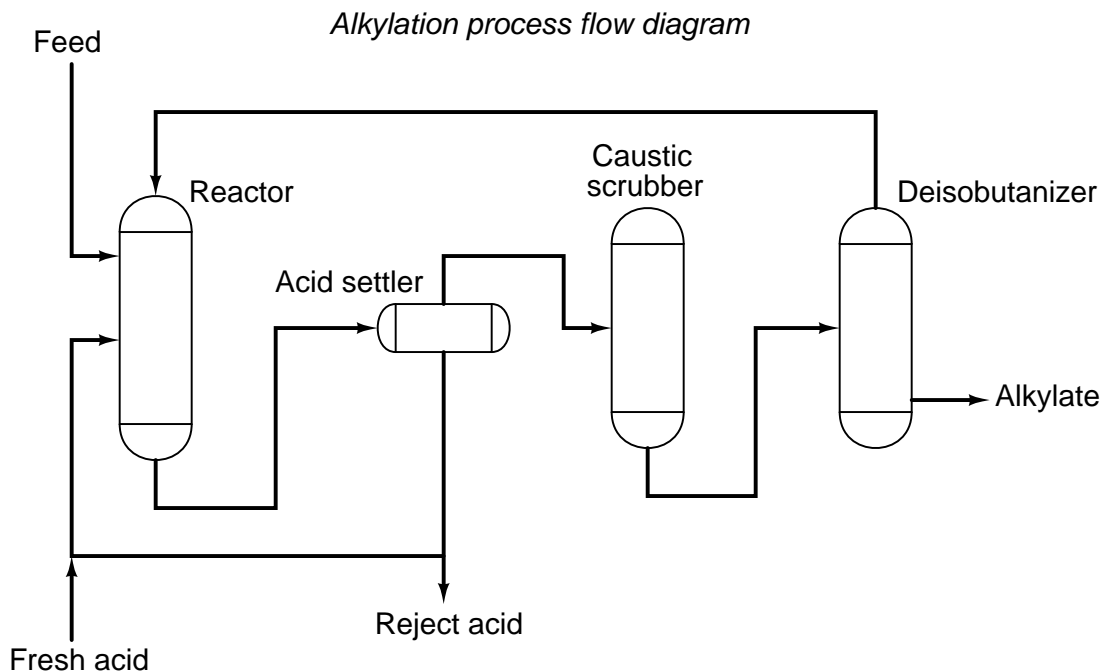 Alkylation process flow diagram
Feed
Caustic
scrubber
Reactor
Deisobutanizer
Acid settler
Alkylate
Reject acid
Fresh acid